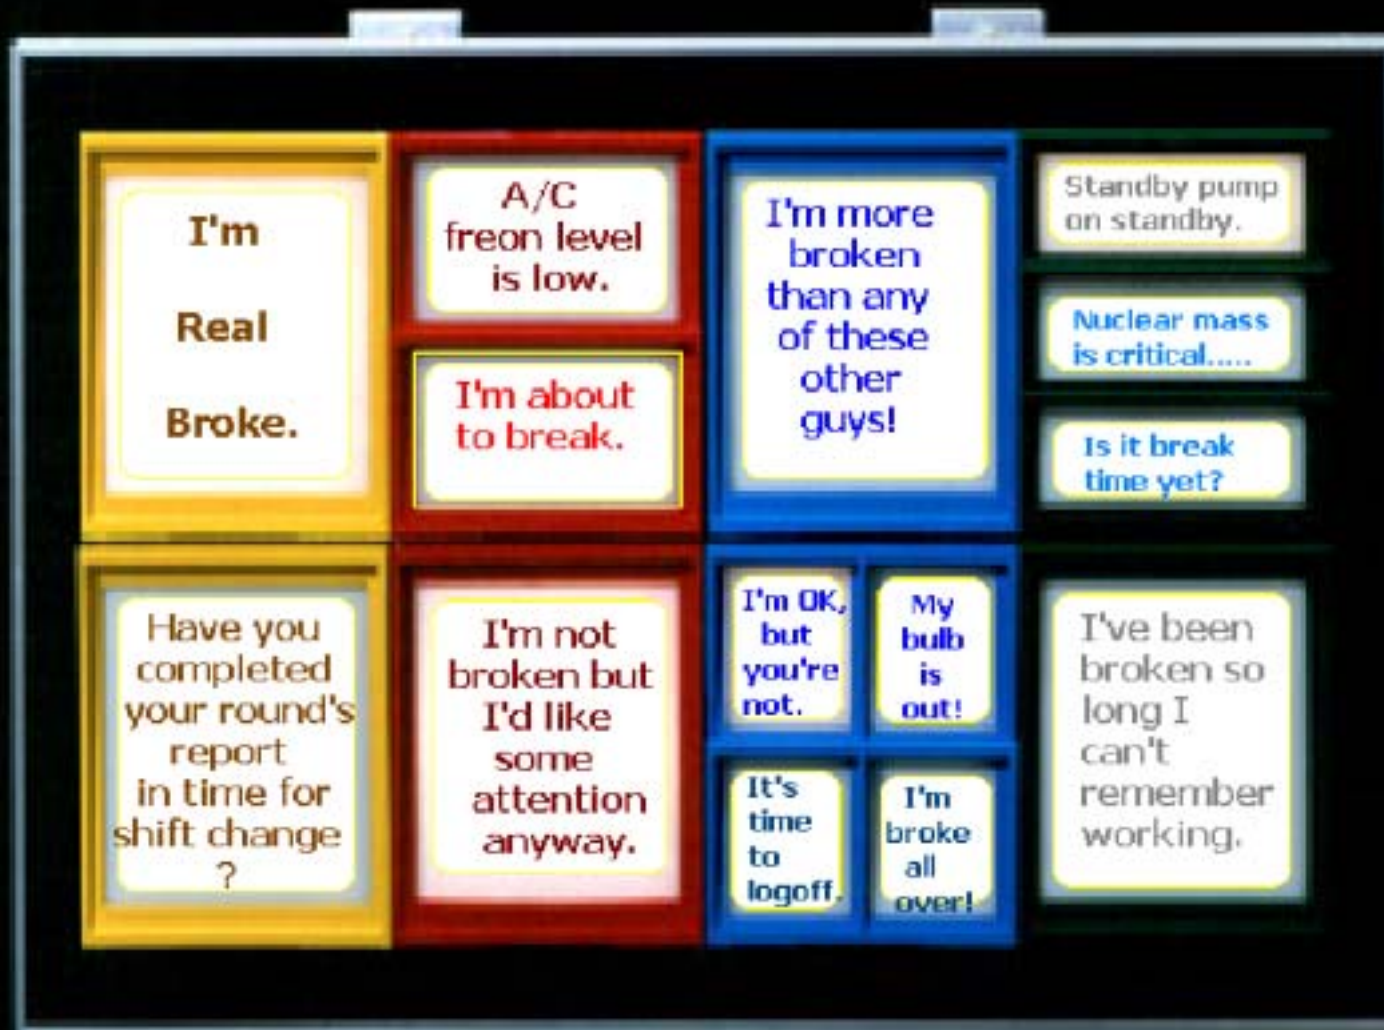 I'm
Real
Broke.
A/C
freon level
is low.
I'm about
to break.
I'm more
broken
than any
of these
other
guys!
Standby pump
on standby.
Nuclear mass
is critical.....
Is it break
time yet?
Have you
completed
your round's
report
in time for
shift change
?
I'm not
broken but
I'd like
some
attention
anyway.
I'm OK,
but
you're
not.
My
bulb
is
out!
It's
time
to
logoff.
I'm
broke
all
over!
I've been
broken so
long I
can't
remember
working.